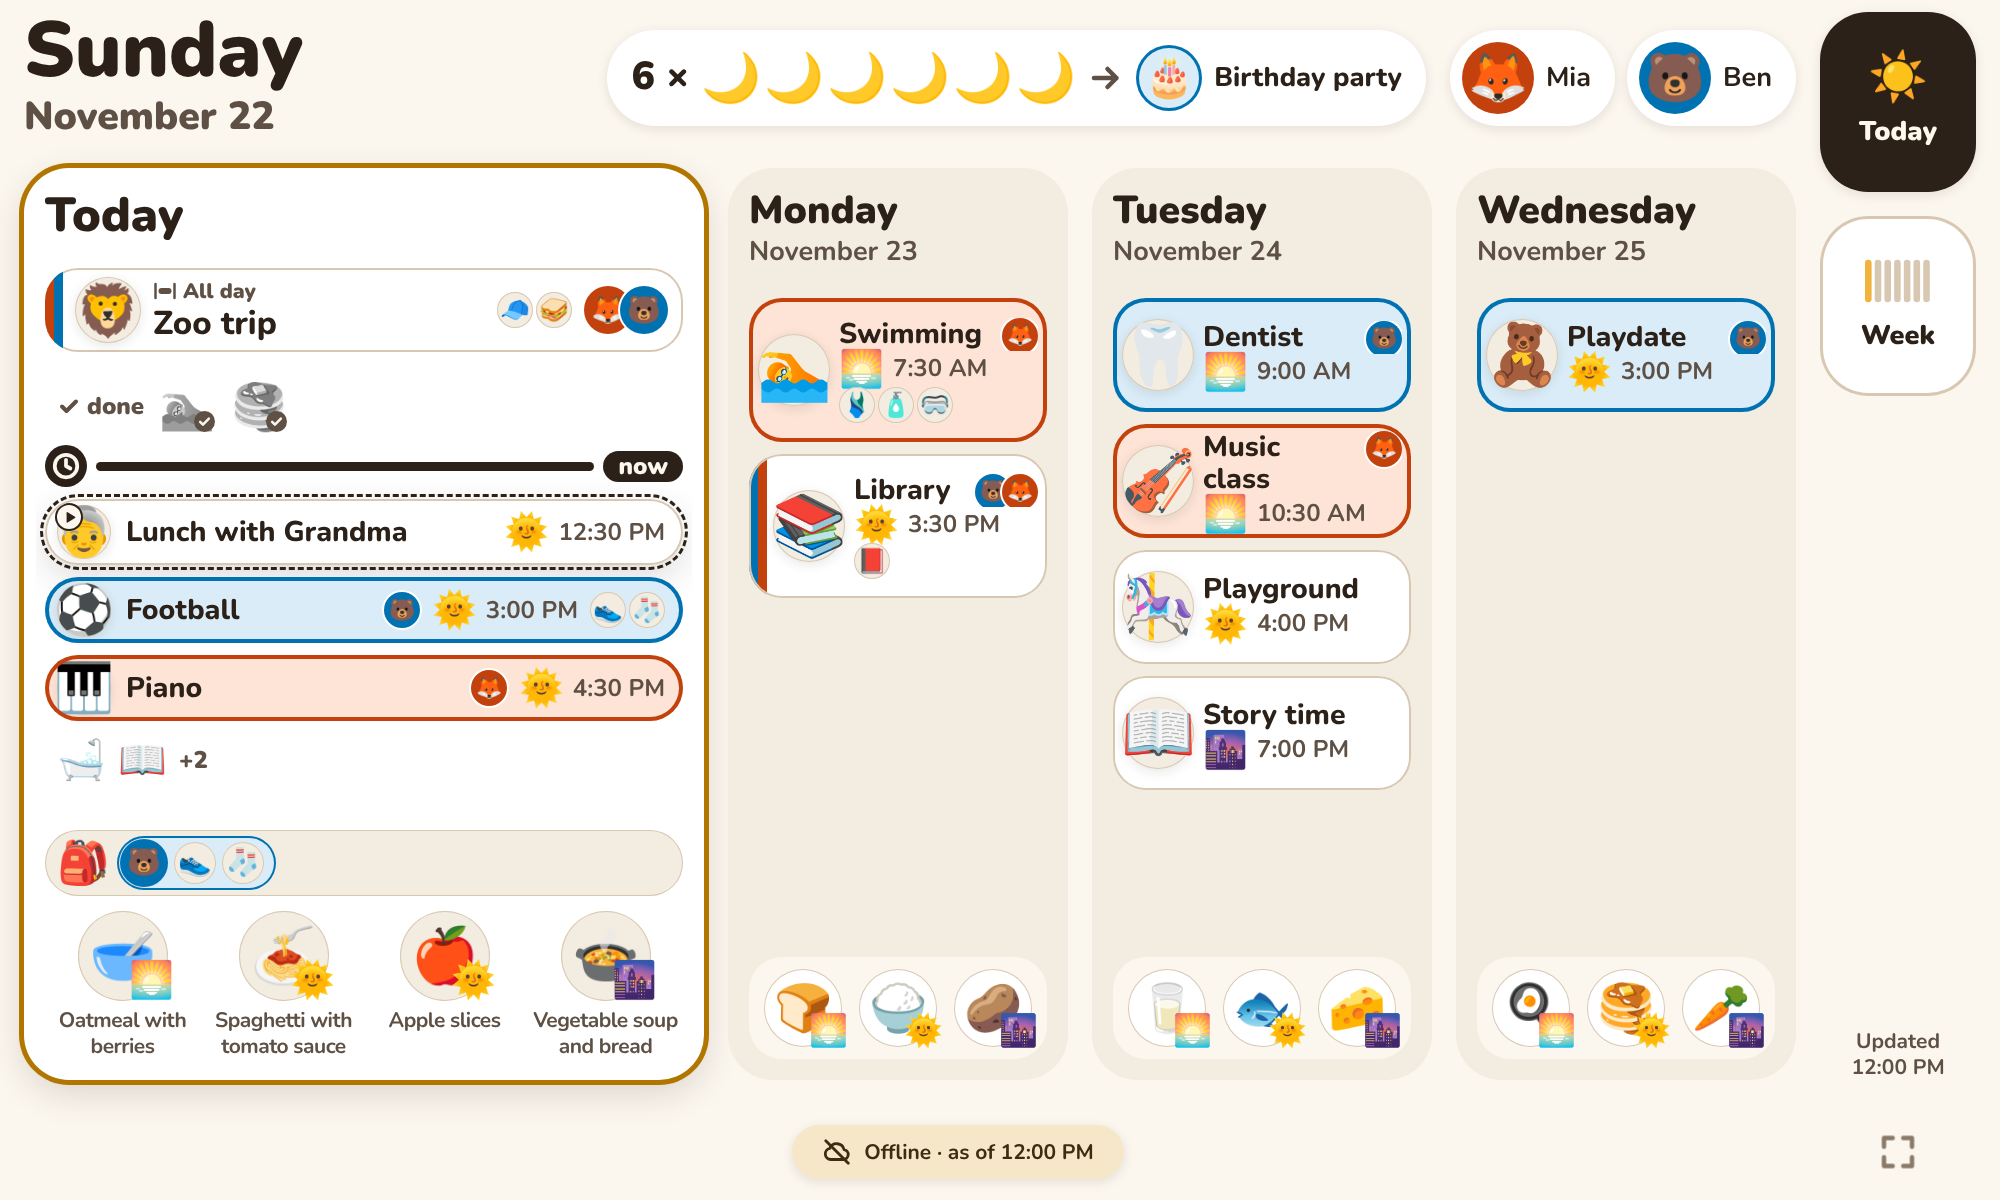 Sunday
November 22
6 × → Birthday party
Mia
Ben
Today
Week
Today
All day
Zoo trip
done
now
Lunch with Grandma 12:30 PM
Football 3:00 PM
Piano 4:30 PM
+2
Oatmeal with
berries
Spaghetti with
tomato sauce
Apple slices
Vegetable soup
and bread
Monday
November 23
Swimming
7:30 AM
Library
3:30 PM
Tuesday
November 24
Dentist
9:00 AM
Music
class
10:30 AM
Playground
4:00 PM
Story time
7:00 PM
Wednesday
November 25
Playdate
3:00 PM
Updated
12:00 PM
Offline · as of 12:00 PM